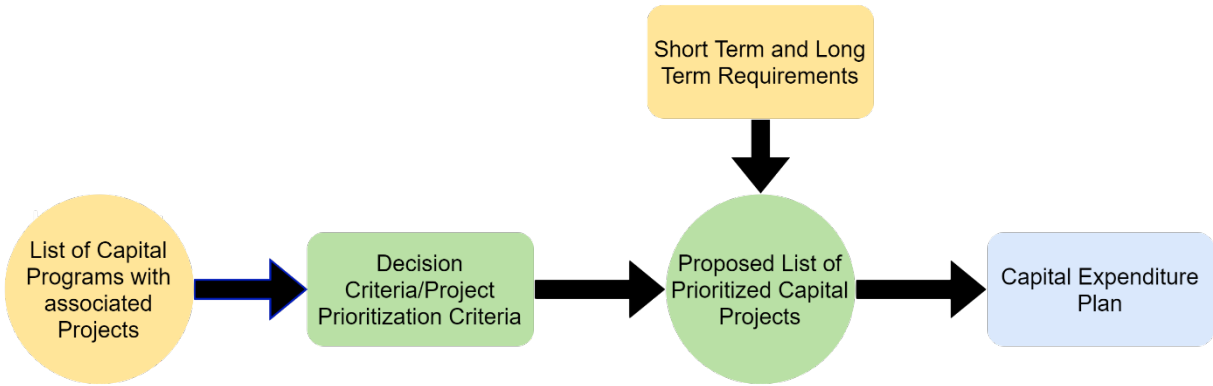 Short Term and Long
Term Requirements
List of Capital
Programs with
associated
Projects
Decision
Criteria/Project
Prioritization Criteria
Proposed List of
Prioritized Capital
Projects
Capital Expenditure
Plan